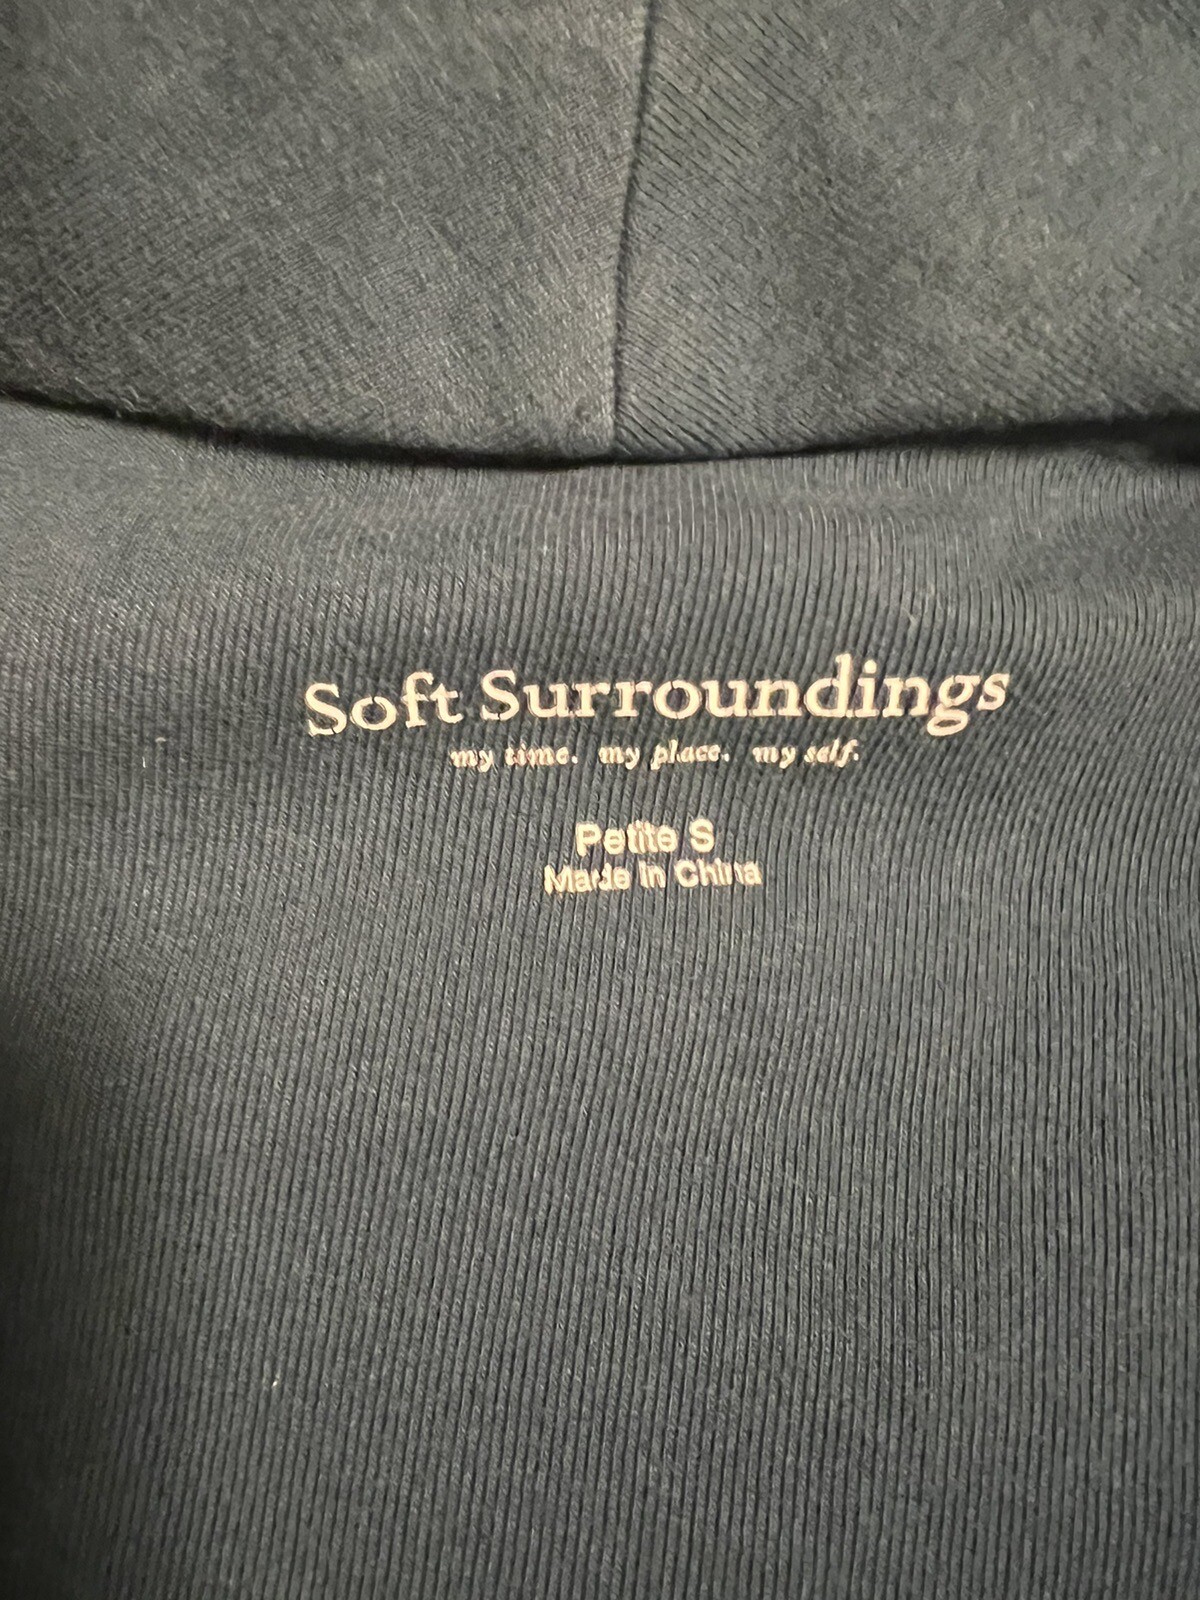 Soft Surroundings
my time. my place. my self.
Petite S
Made in China